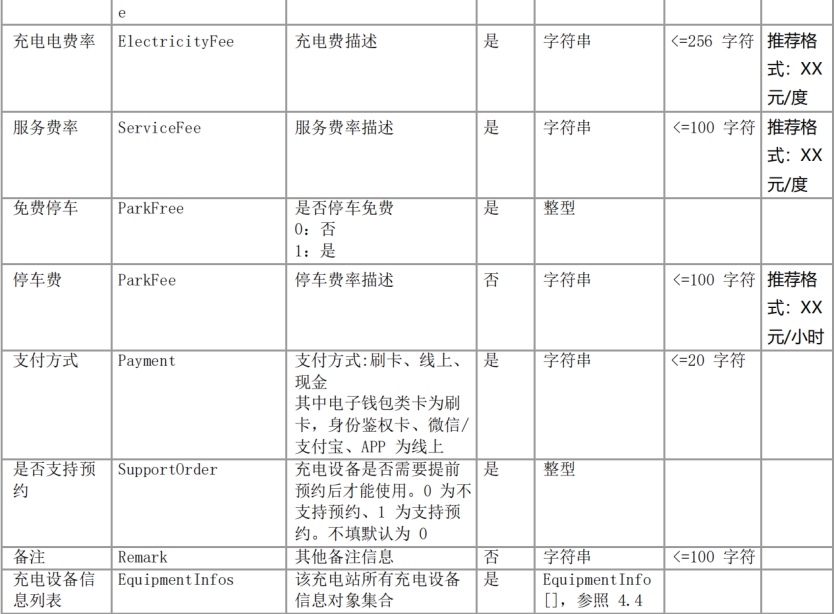 e
充电电费率 ElectricityFee 充电费描述 是 字符串 <=256 字符 推荐格
式：XX
元/度
服务费率 ServiceFee 服务费率描述 是 字符串 <=100 字符 推荐格
式：XX
元/度
免费停车 ParkFree 是否停车免费 是 整型
0：否
1：是
停车费 ParkFee 停车费率描述 否 字符串 <=100 字符 推荐格
式：XX
元/小时
支付方式 Payment 支付方式:刷卡、线上、 是 字符串 <=20 字符
现金
其中电子钱包类卡为刷
卡，身份鉴权卡、微信/
支付宝、APP 为线上
是否支持预 SupportOrder 充电设备是否需要提前 是 整型
约 预约后才能使用。0 为不
支持预约、1 为支持预
约。不填默认为 0
备注 Remark 其他备注信息 否 字符串 <=100 字符
充电设备信 EquipmentInfos 该充电站所有充电设备 是 EquipmentInfo
息列表 信息对象集合 []，参照 4.4